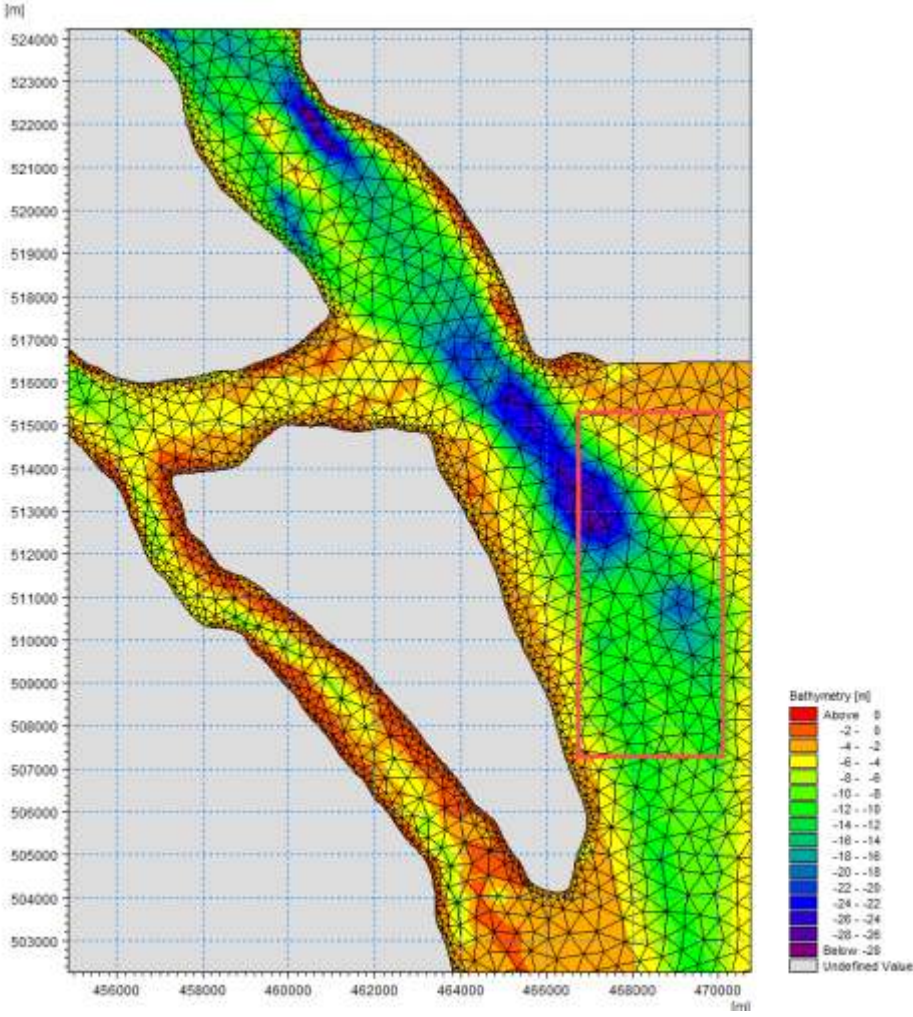 [m]
524000
523000
522000
521000
520000
519000
518000
517000
516000
515000
514000
513000
512000
511000
510000
509000
508000
507000
506000
505000
504000
503000
456000 458000 460000 462000 464000 466000 468000 470000
[m]
Bathymetry [m]
Above 0
-2 - 0
-4 - -2
-6 - -4
-8 - -6
-10 - -8
-12 - -10
-14 - -12
-16 - -14
-18 - -16
-20 - -18
-22 - -20
-24 - -22
-26 - -24
-28 - -26
Below -28
Undefined Value